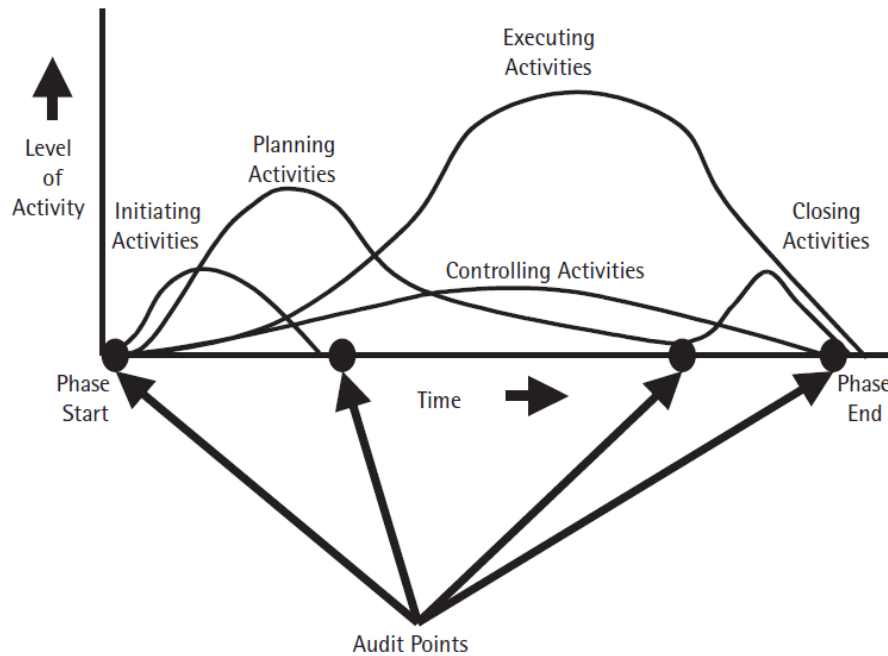 Executing
Activities
Level
of
Activity
Planning
Activities
Initiating
Activities
Closing
Activities
Controlling Activities
Phase
Start
Time
Phase
End
Audit Points